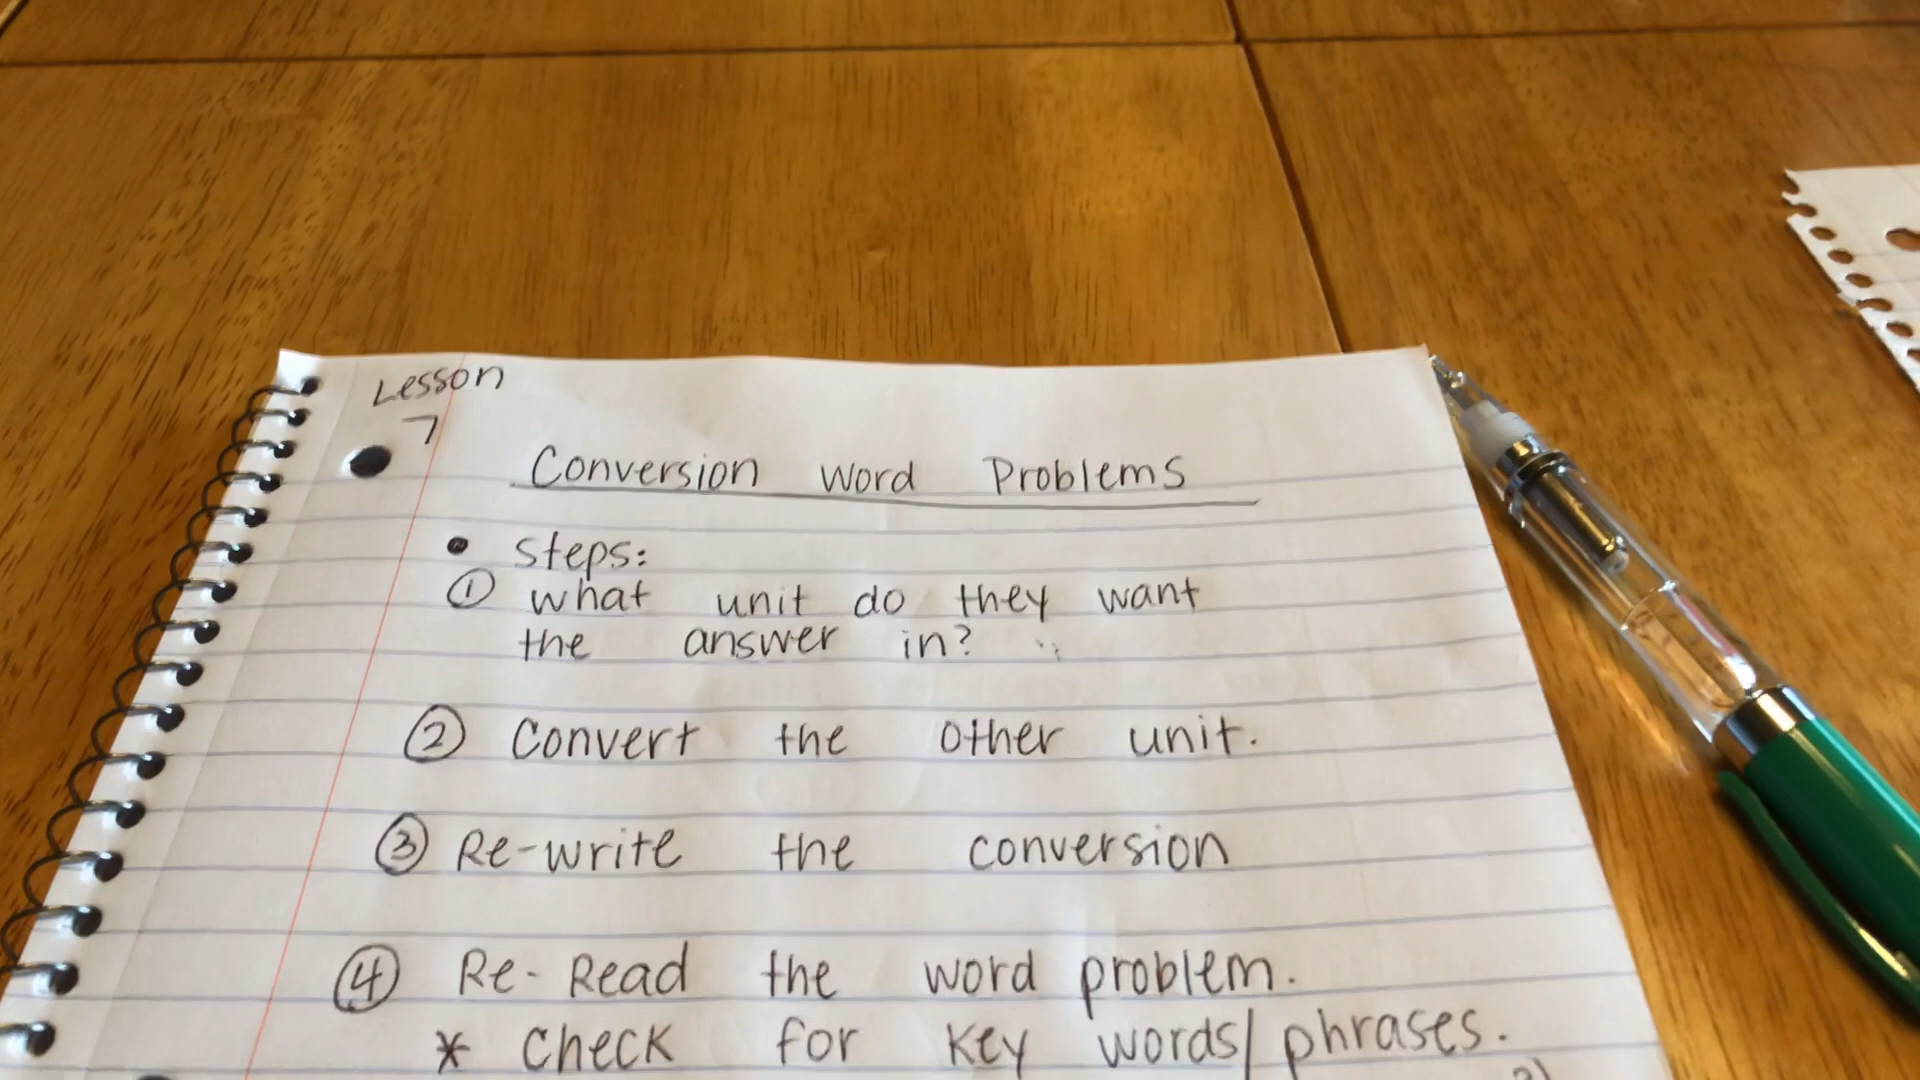 Lesson
7
Conversion Word Problems
• Steps:
① what unit do they want
the answer in?
② Convert the other unit.
③ Re-write the conversion
④ Re-Read the word problem.
* Check for key words/phrases.